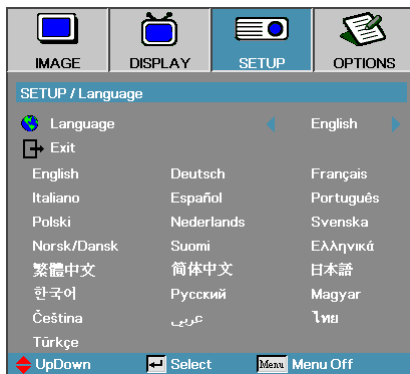 IMAGE DISPLAY SETUP OPTIONS
SETUP / Language
Language English
Exit
English Deutsch Français
Italiano Español Português
Polski Nederlands Svenska
Norsk/Dansk Suomi Ελληνικά
繁體中文 简体中文 日本語
한국어 Русский Magyar
Čeština عربي ไทย
Türkçe
UpDown Select Menu Menu Off